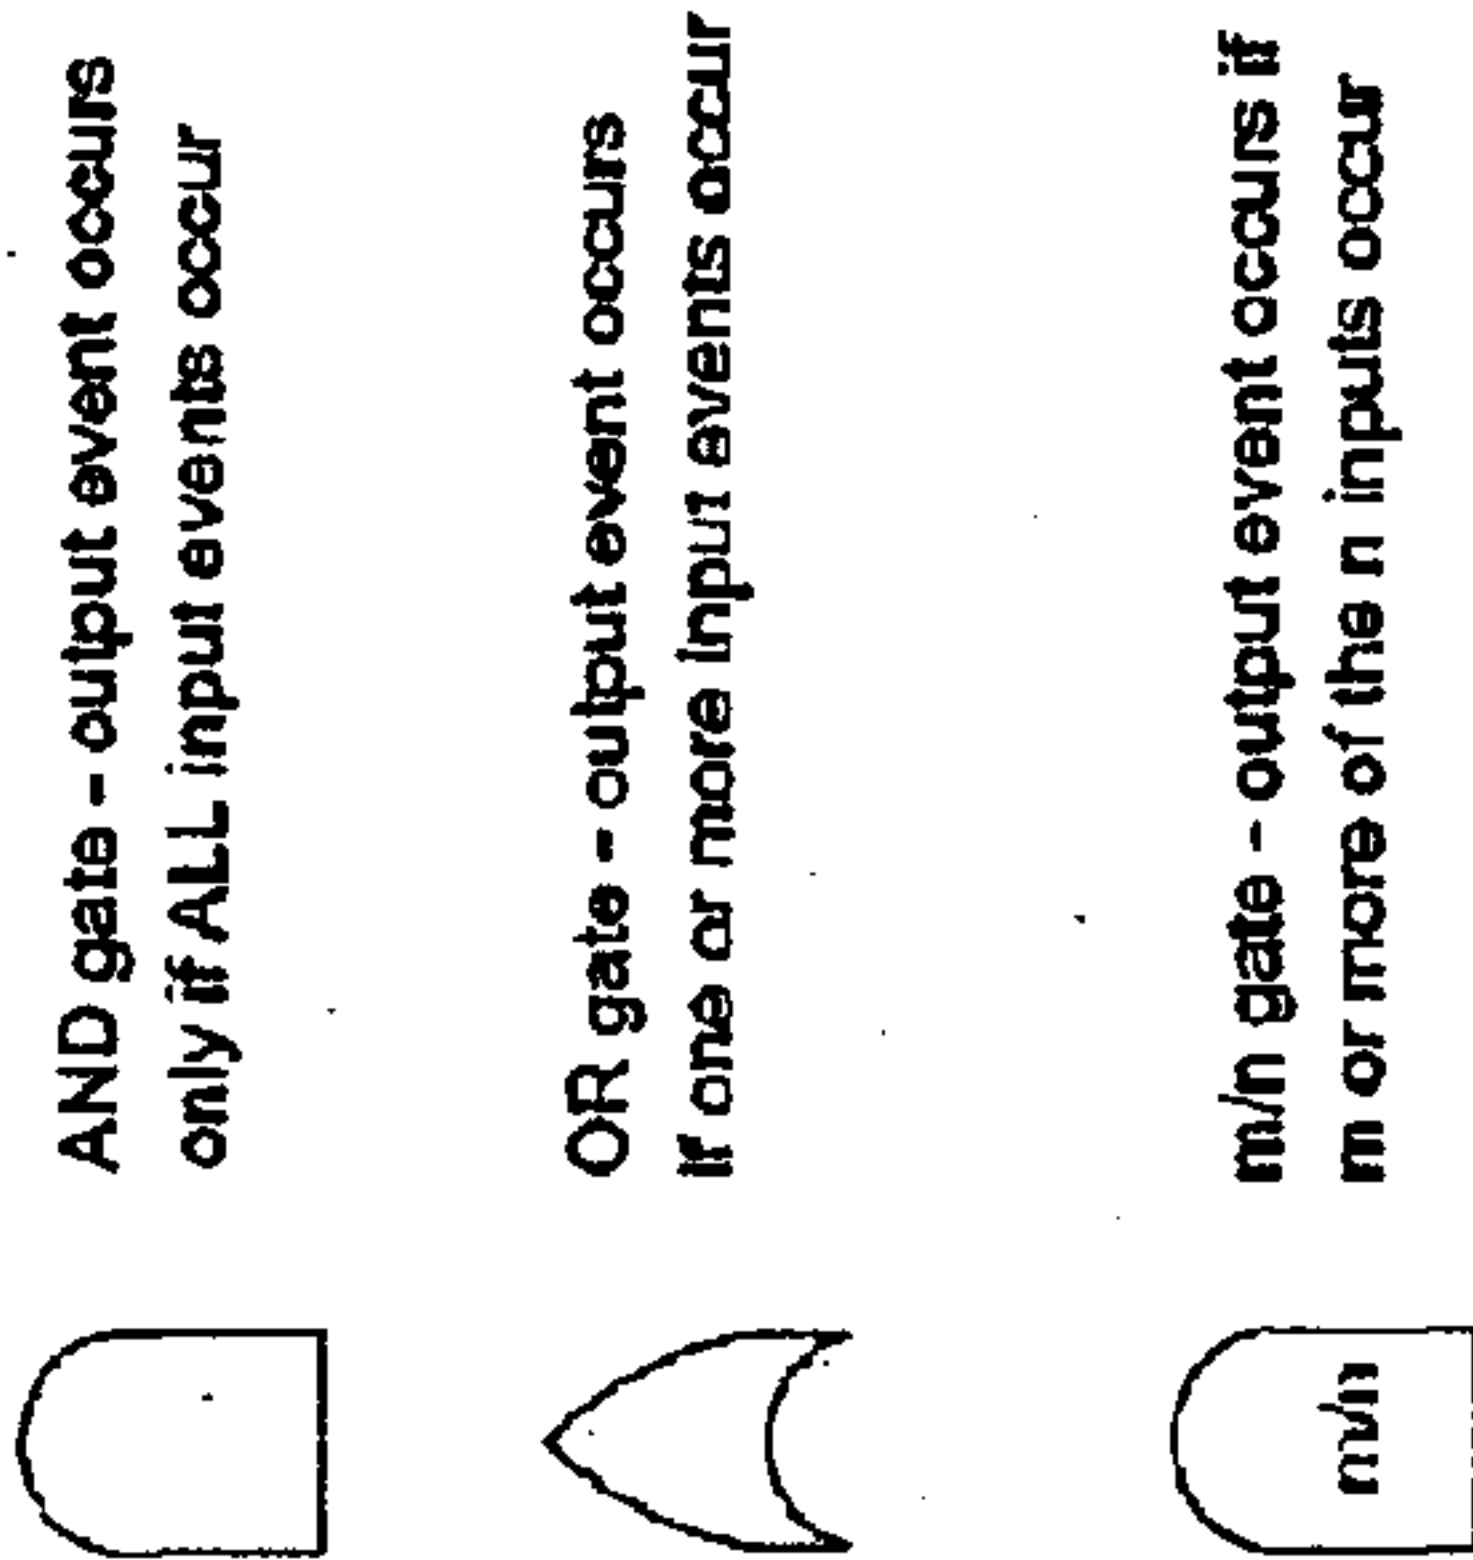 AND gate - output event occurs
only if ALL input events occur
OR gate - output event occurs
if one or more input events occur
m/n gate - output event occurs if
m or more of the n inputs occur
m/n